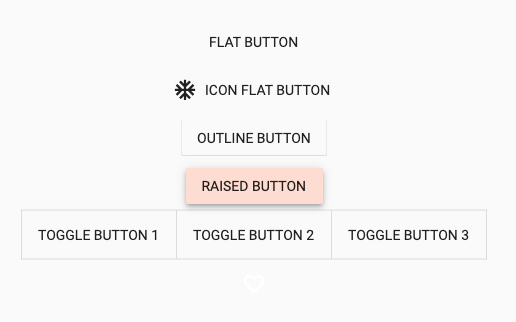 FLAT BUTTON
ICON FLAT BUTTON
OUTLINE BUTTON
RAISED BUTTON
TOGGLE BUTTON 1 TOGGLE BUTTON 2 TOGGLE BUTTON 3